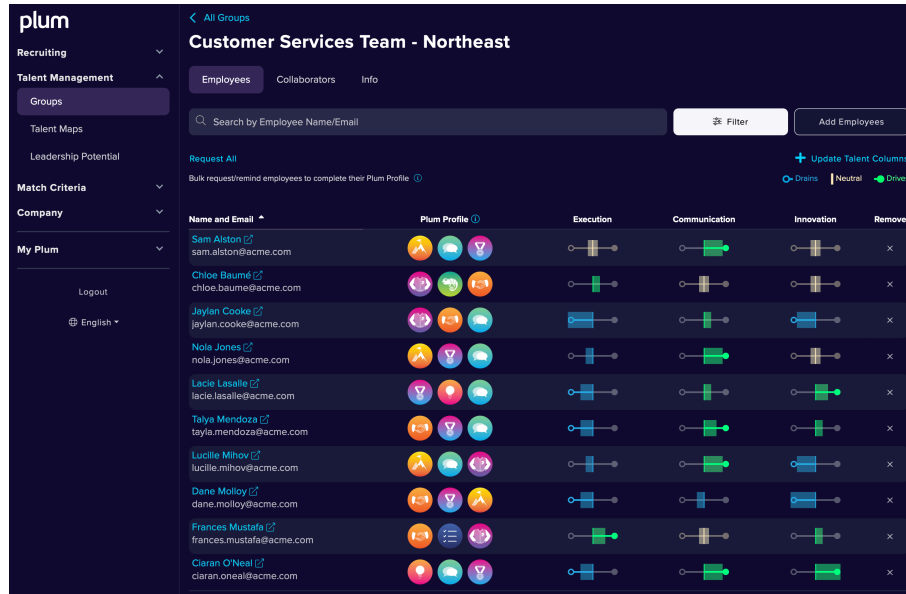 plum
Recruiting
Talent Management
Groups
Talent Maps
Leadership Potential
Match Criteria
Company
My Plum
Logout
English
All Groups
Customer Services Team - Northeast
Employees Collaborators Info
Search by Employee Name/Email Filter Add Employees
Request All Update Talent Columns
Bulk request/remind employees to complete their Plum Profile Drains Neutral Drive
Name and Email Plum Profile Execution Communication Innovation Remove
Sam Alston
sam.alston@acme.com
Chloe Baumé
chloe.baume@acme.com
Jaylan Cooke
jaylan.cooke@acme.com
Nola Jones
nola.jones@acme.com
Lacie Lasalle
lacie.lasalle@acme.com
Talya Mendoza
tayla.mendoza@acme.com
Lucille Mihov
lucille.mihov@acme.com
Dane Molloy
dane.molloy@acme.com
Frances Mustafa
frances.mustafa@acme.com
Ciaran O'Neal
ciaran.oneal@acme.com